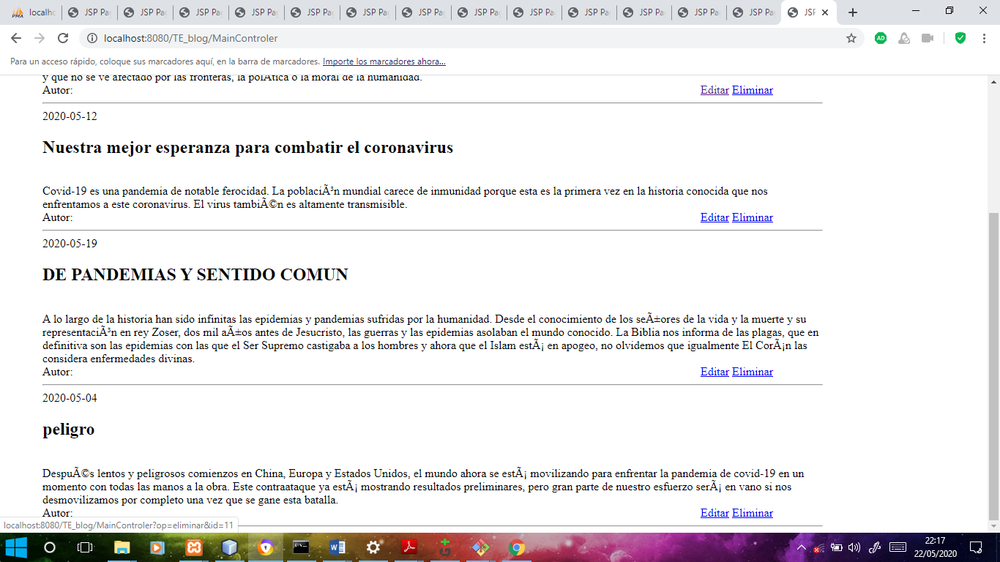 localho
JSP Pag
JSP Pag
JSP Pag
JSP Pag
JSP Pag
JSP Pag
JSP Pag
JSP Pag
JSP Pag
JSP Pag
JSP Pag
JSP Pag
JSP Pag
JSP
localhost:8080/TE_blog/MainControler
Para un acceso rápido, coloque sus marcadores aquí, en la barra de marcadores. Importe los marcadores ahora...
y que no se ve afectado por las fronteras, la polÃtica o la moral de la humanidad.
Autor: Editar Eliminar
2020-05-12
Nuestra mejor esperanza para combatir el coronavirus
Covid-19 es una pandemia de notable ferocidad. La poblaciÃ³n mundial carece de inmunidad porque esta es la primera vez en la historia conocida que nos
enfrentamos a este coronavirus. El virus tambiÃ©n es altamente transmisible.
Autor: Editar Eliminar
2020-05-19
DE PANDEMIAS Y SENTIDO COMUN
A lo largo de la historia han sido infinitas las epidemias y pandemias sufridas por la humanidad. Desde el conocimiento de los seÃ±ores de la vida y la muerte y su
representaciÃ³n en rey Zoser, dos mil aÃ±os antes de Jesucristo, las guerras y las epidemias asolaban el mundo conocido. La Biblia nos informa de las plagas, que en
definitiva son las epidemias con las que el Ser Supremo castigaba a los hombres y ahora que el Islam estÃ¡ en apogeo, no olvidemos que igualmente El CorÃ¡n las
considera enfermedades divinas.
Autor: Editar Eliminar
2020-05-04
peligro
DespuÃ©s lentos y peligrosos comienzos en China, Europa y Estados Unidos, el mundo ahora se estÃ¡ movilizando para enfrentar la pandemia de covid-19 en un
momento con todas las manos a la obra. Este contraataque ya estÃ¡ mostrando resultados preliminares, pero gran parte de nuestro esfuerzo serÃ¡ en vano si nos
desmovilizamos por completo una vez que se gane esta batalla.
Autor: Editar Eliminar
localhost:8080/TE_blog/MainControler?op=eliminar&id=11
22:17
22/05/2020